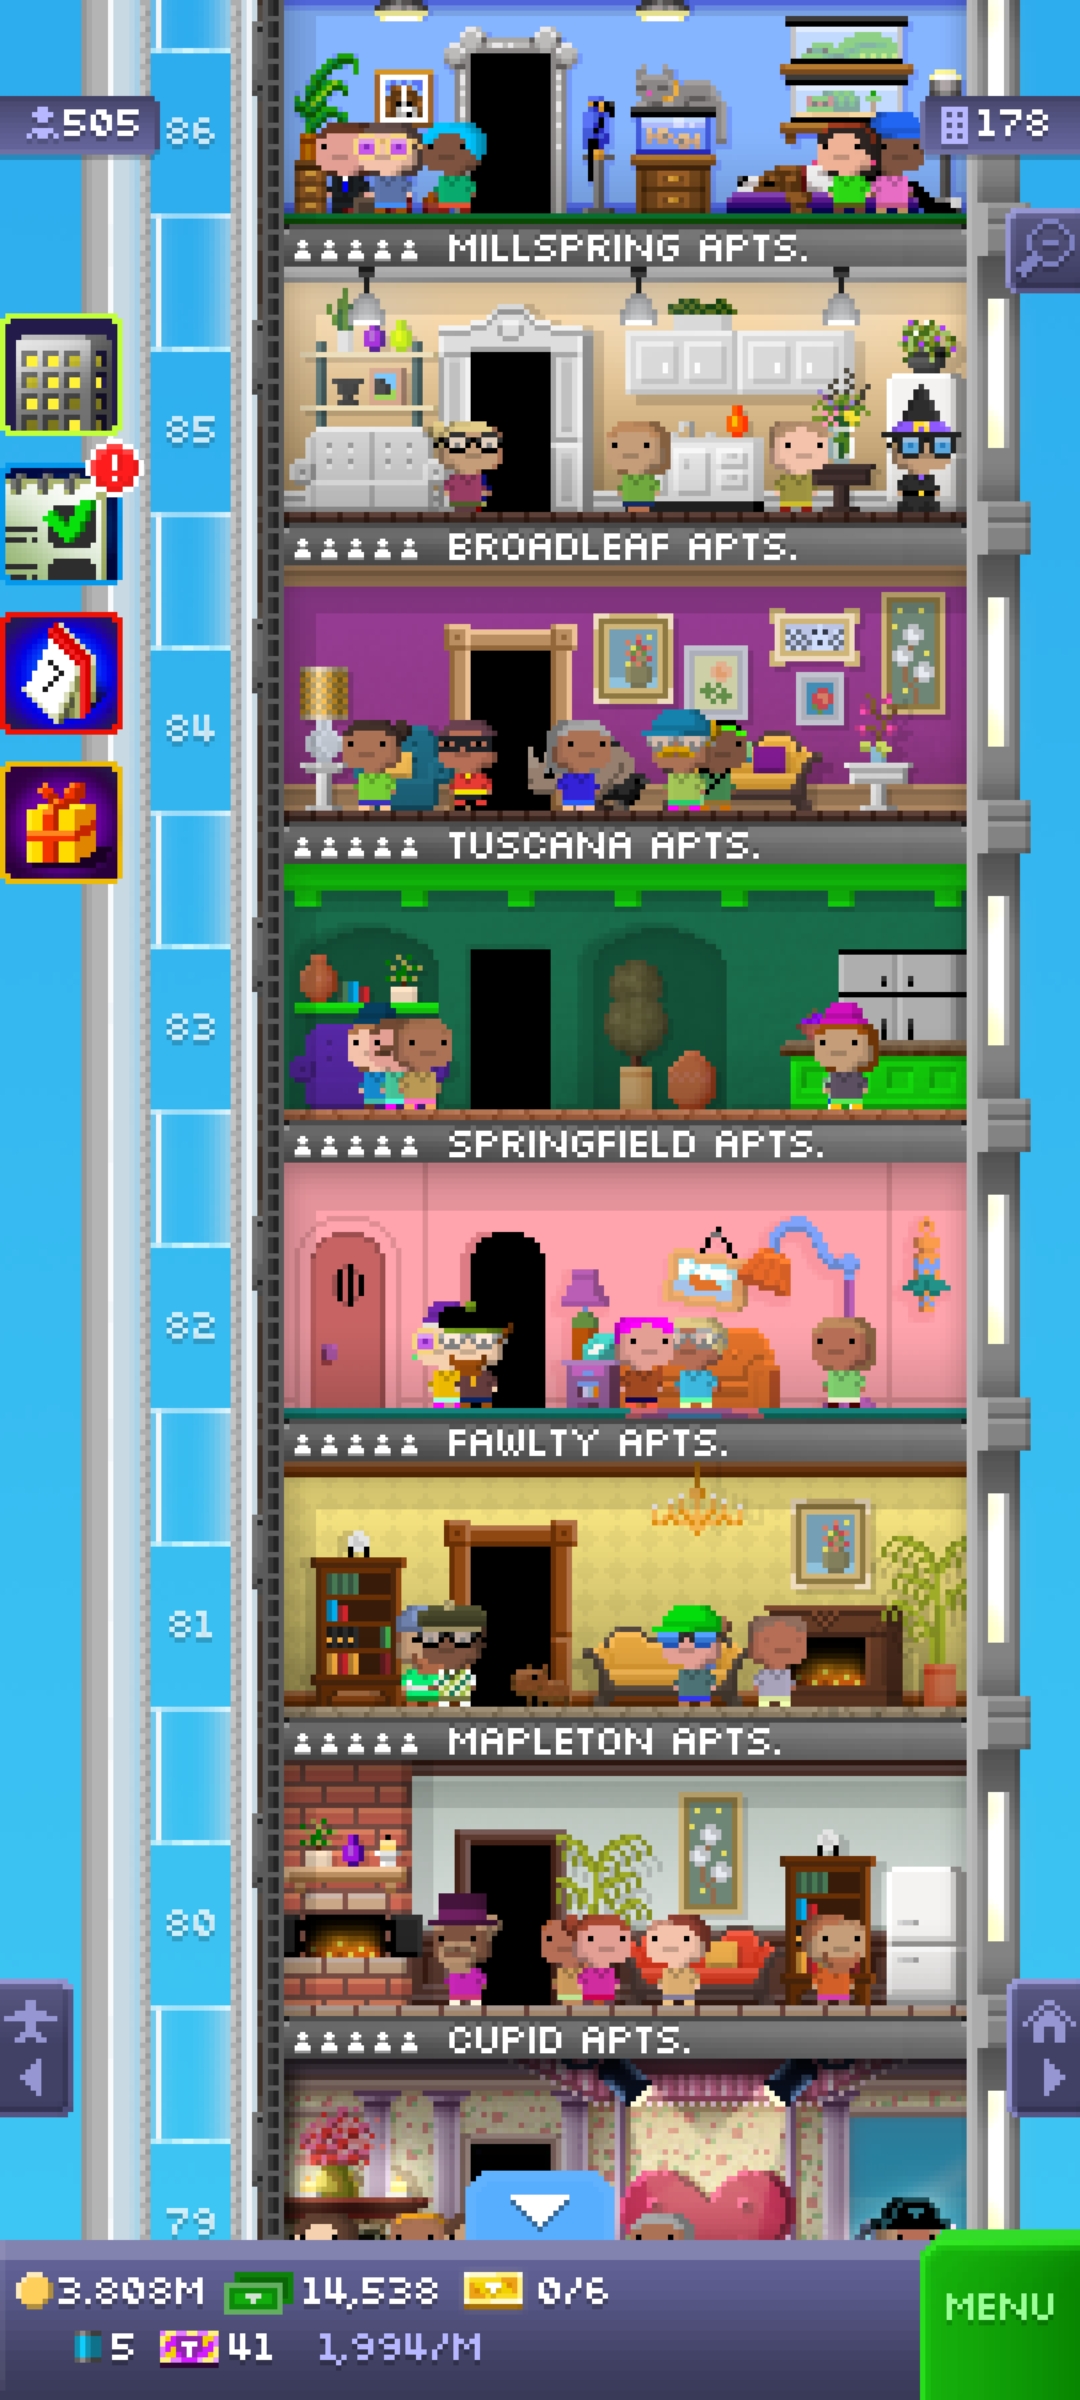 505
86
178
MILLSPRING APTS.
85
BROADLEAF APTS.
84
TUSCANA APTS.
83
SPRINGFIELD APTS.
82
FAWLTY APTS.
81
MAPLETON APTS.
80
CUPID APTS.
79
3.808M 14,538 0/6
5 41 1,994/M
MENU